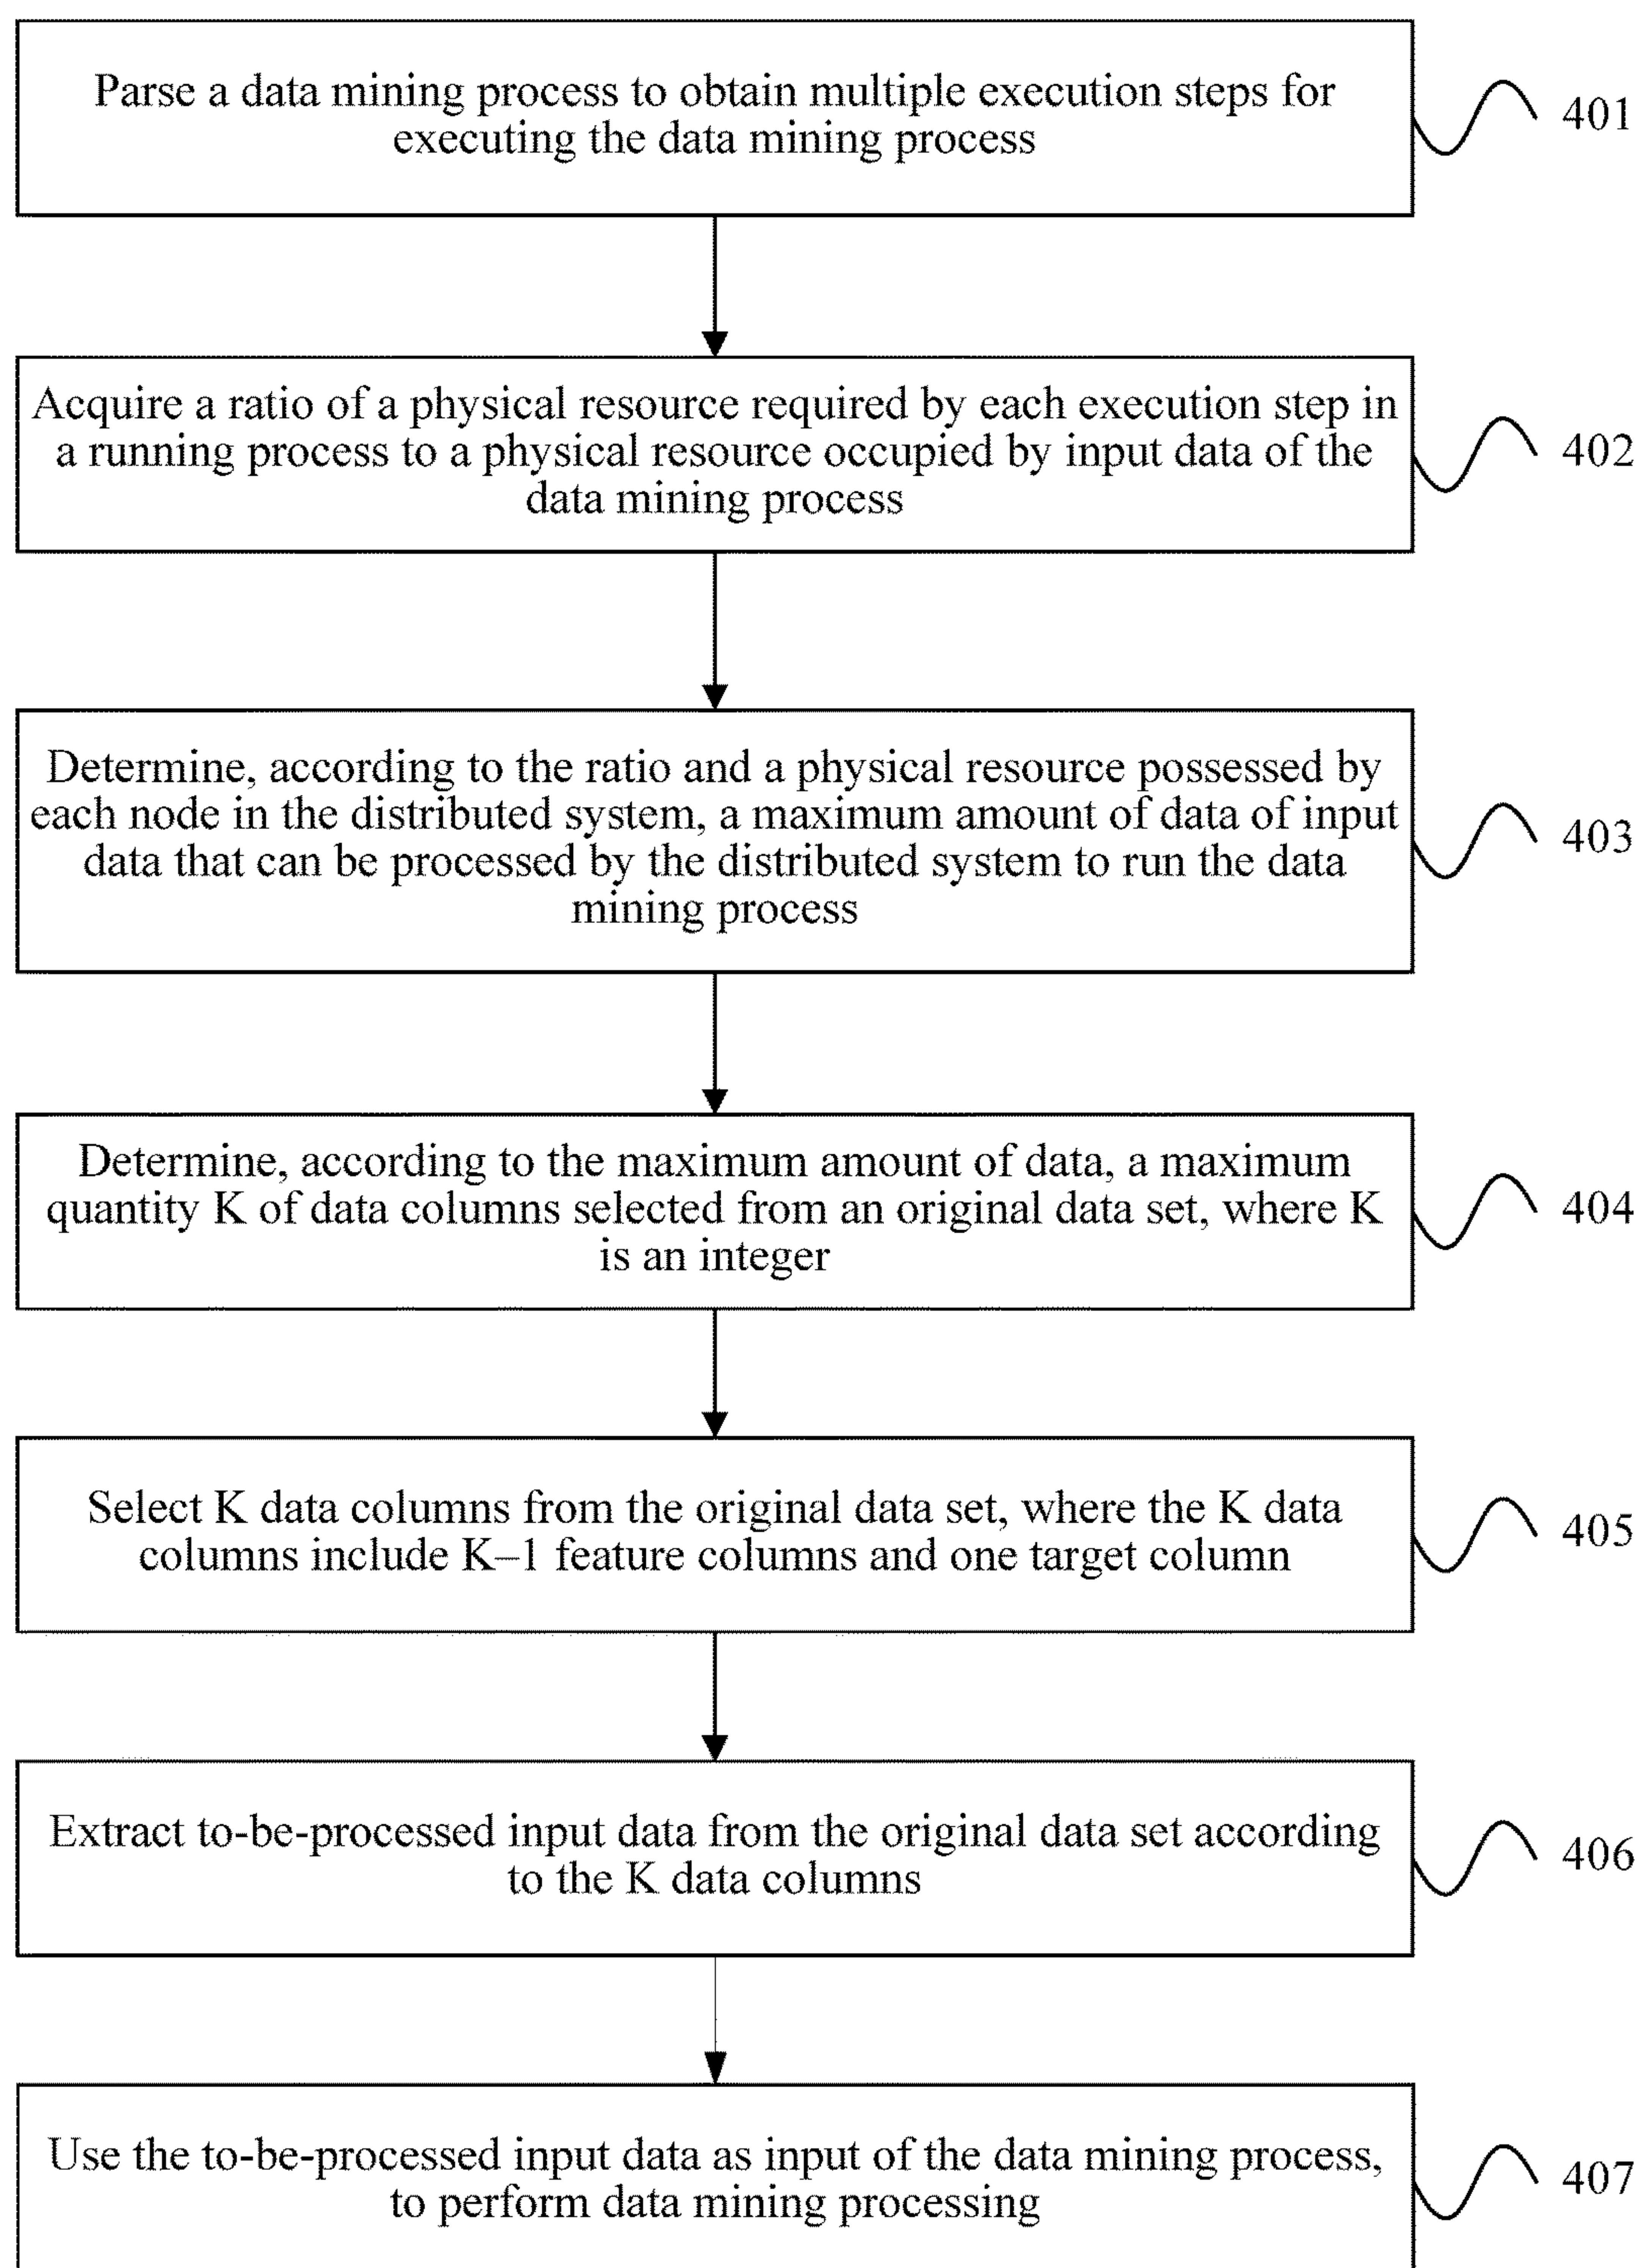 Parse a data mining process to obtain multiple execution steps for
executing the data mining process
401
Acquire a ratio of a physical resource required by each execution step in
a running process to a physical resource occupied by input data of the
data mining process
402
Determine, according to the ratio and a physical resource possessed by
each node in the distributed system, a maximum amount of data of input
data that can be processed by the distributed system to run the data
mining process
403
Determine, according to the maximum amount of data, a maximum
quantity K of data columns selected from an original data set, where K
is an integer
404
Select K data columns from the original data set, where the K data
columns include K–1 feature columns and one target column
405
Extract to-be-processed input data from the original data set according
to the K data columns
406
Use the to-be-processed input data as input of the data mining process,
to perform data mining processing
407